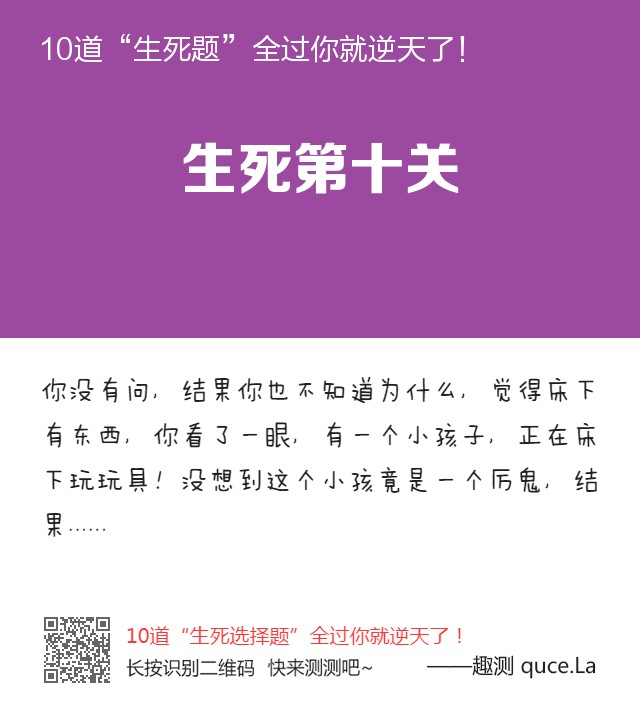 10道“生死题”全过你就逆天了!
生死第十关
你没有问，结果你也不知道为什么，觉得床下
有东西，你看了一眼，有一个小孩子，正在床
下玩玩具！没想到这个小孩竟是一个厉鬼，结
果……
10道“生死选择题”全过你就逆天了！
长按识别二维码 快来测测吧~ ——趣测 quce.La